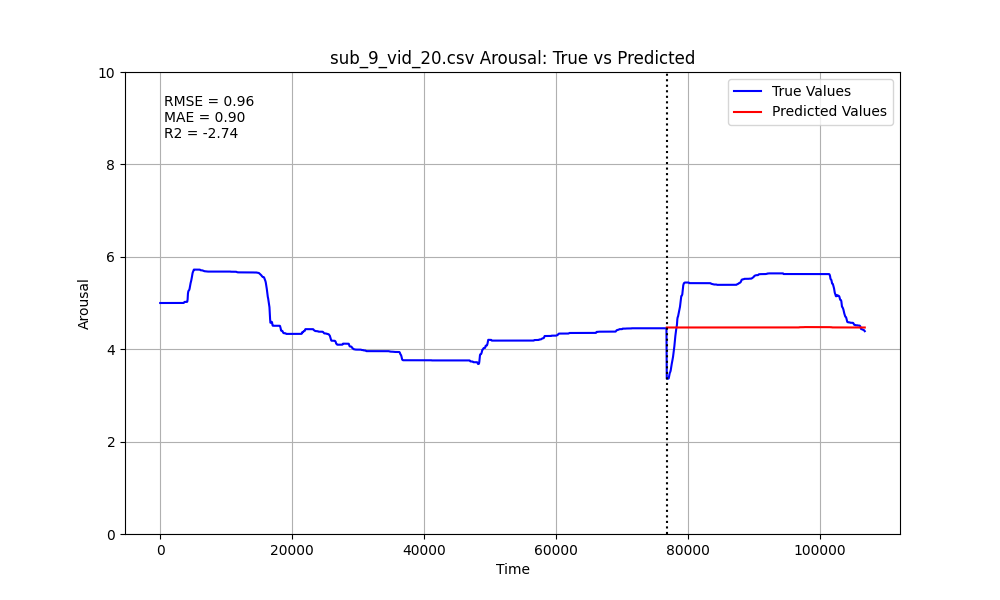 sub_9_vid_20.csv Arousal: True vs Predicted
RMSE = 0.96
MAE = 0.90
R2 = -2.74
True Values
Predicted Values
10
8
6
4
2
0
Arousal
0 20000 40000 60000 80000 100000
Time